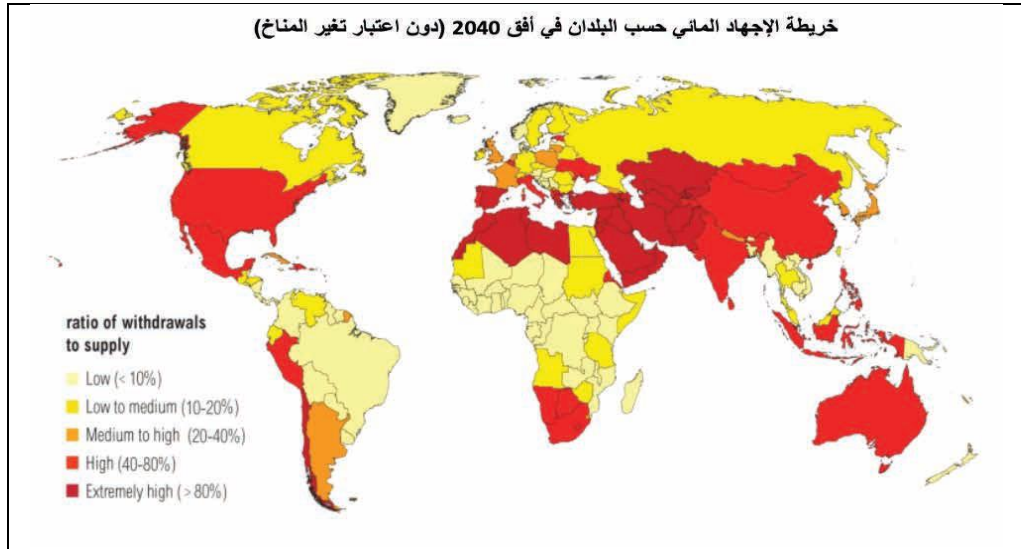 خريطة الإجهاد المائي حسب البلدان في أفق 2040 (دون اعتبار تغير المناخ)
ratio of withdrawals
to supply
Low (< 10%)
Low to medium (10-20%)
Medium to high (20-40%)
High (40-80%)
Extremely high (> 80%)